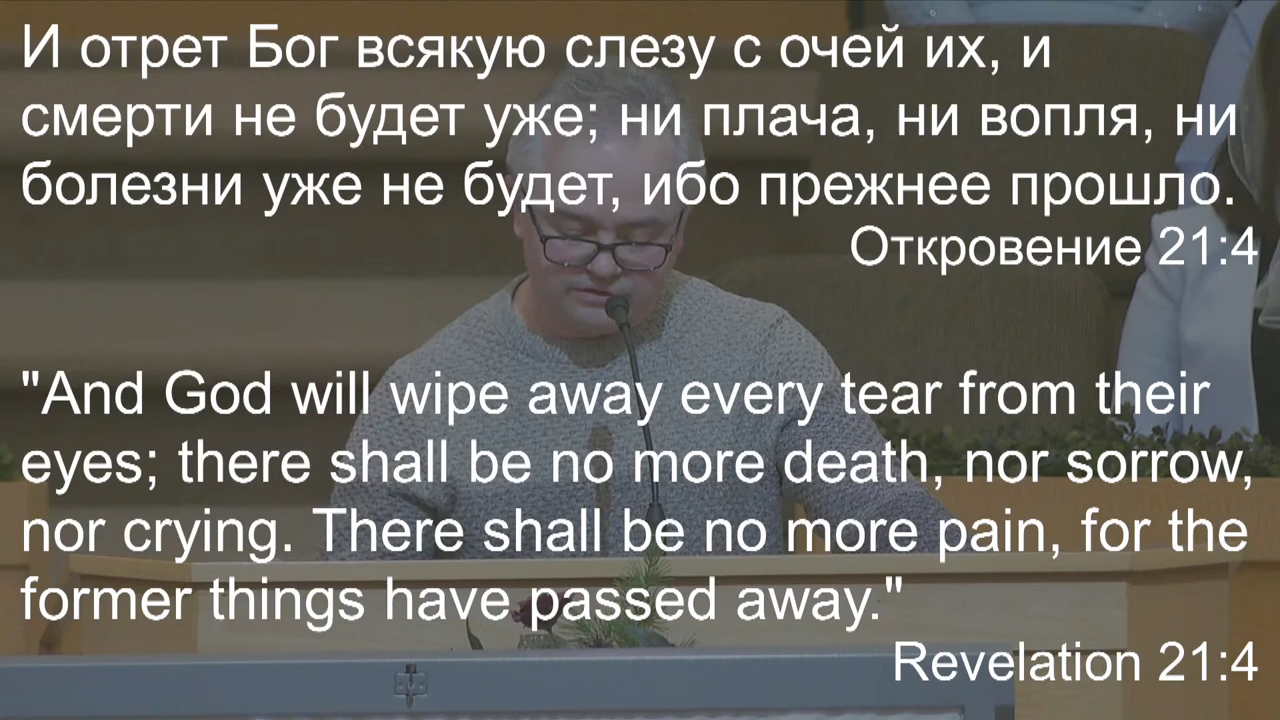 И отрет Бог всякую слезу с очей их, и
смерти не будет уже; ни плача, ни вопля, ни
болезни уже не будет, ибо прежнее прошло.
Откровение 21:4
"And God will wipe away every tear from their
eyes; there shall be no more death, nor sorrow,
nor crying. There shall be no more pain, for the
former things have passed away."
Revelation 21:4